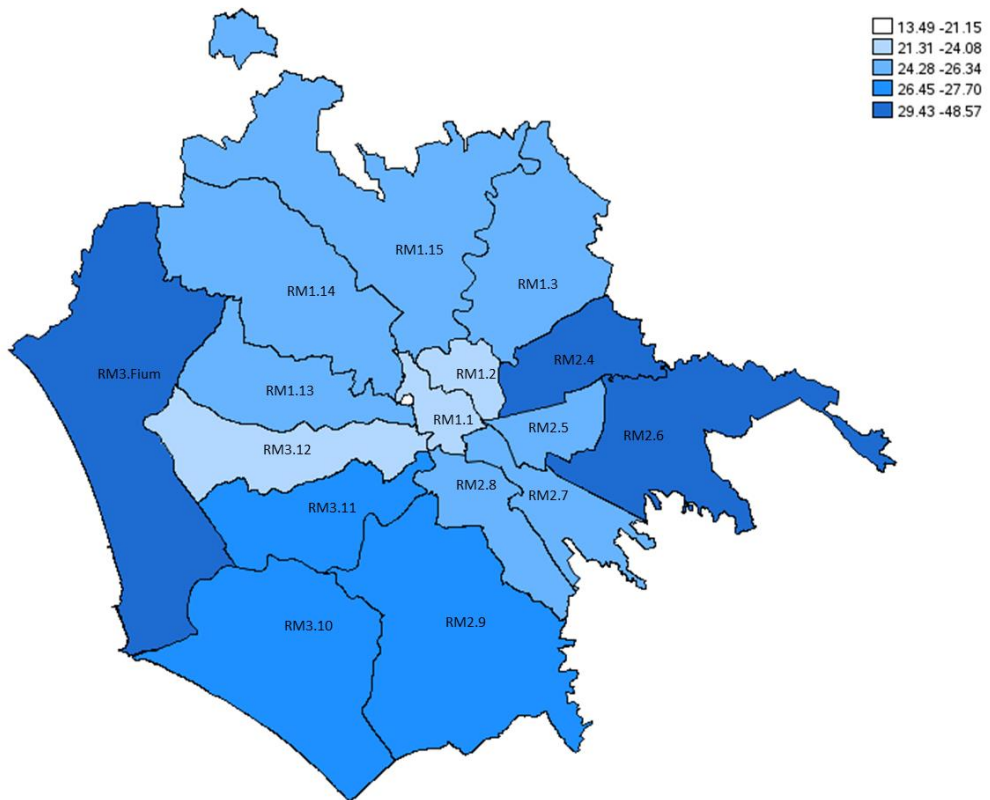 13.49 -21.15
21.31 -24.08
24.28 -26.34
26.45 -27.70
29.43 -48.57
RM1.15
RM1.3
RM1.14
RM2.4
RM3.Fium
RM1.2
RM1.13
RM1.1
RM2.5
RM2.6
RM3.12
RM2.8
RM2.7
RM3.11
RM3.10
RM2.9